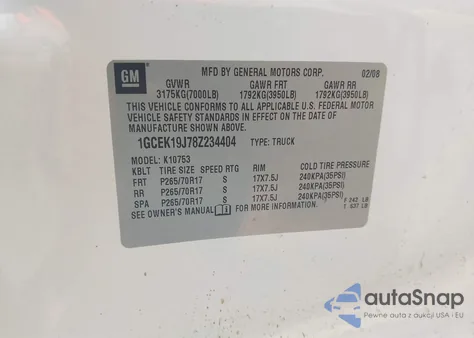 GM
MFD BY GENERAL MOTORS CORP. 02/08
GVWR GAWR FRT GAWR RR
3175KG(7000LB) 1792KG(3950LB) 1792KG(3950LB)
THIS VEHICLE CONFORMS TO ALL APPLICABLE U.S. FEDERAL MOTOR
VEHICLE SAFETY STANDARDS IN EFFECT ON THE DATE OF
MANUFACTURE SHOWN ABOVE.
1GCEK19J78Z234404 TYPE: TRUCK
MODEL: K10753
KBLT TIRE SIZE SPEED RTG RIM COLD TIRE PRESSURE
FRT P265/70R17 S 17X7.5J 240KPA(35PSI)
RR P265/70R17 S 17X7.5J 240KPA(35PSI)
SPA P265/70R17 S 17X7.5J 240KPA(35PSI)
SEE OWNER'S MANUAL
242 LB
637 LB
autoSnap
Pewne auta z aukcji USA i EU